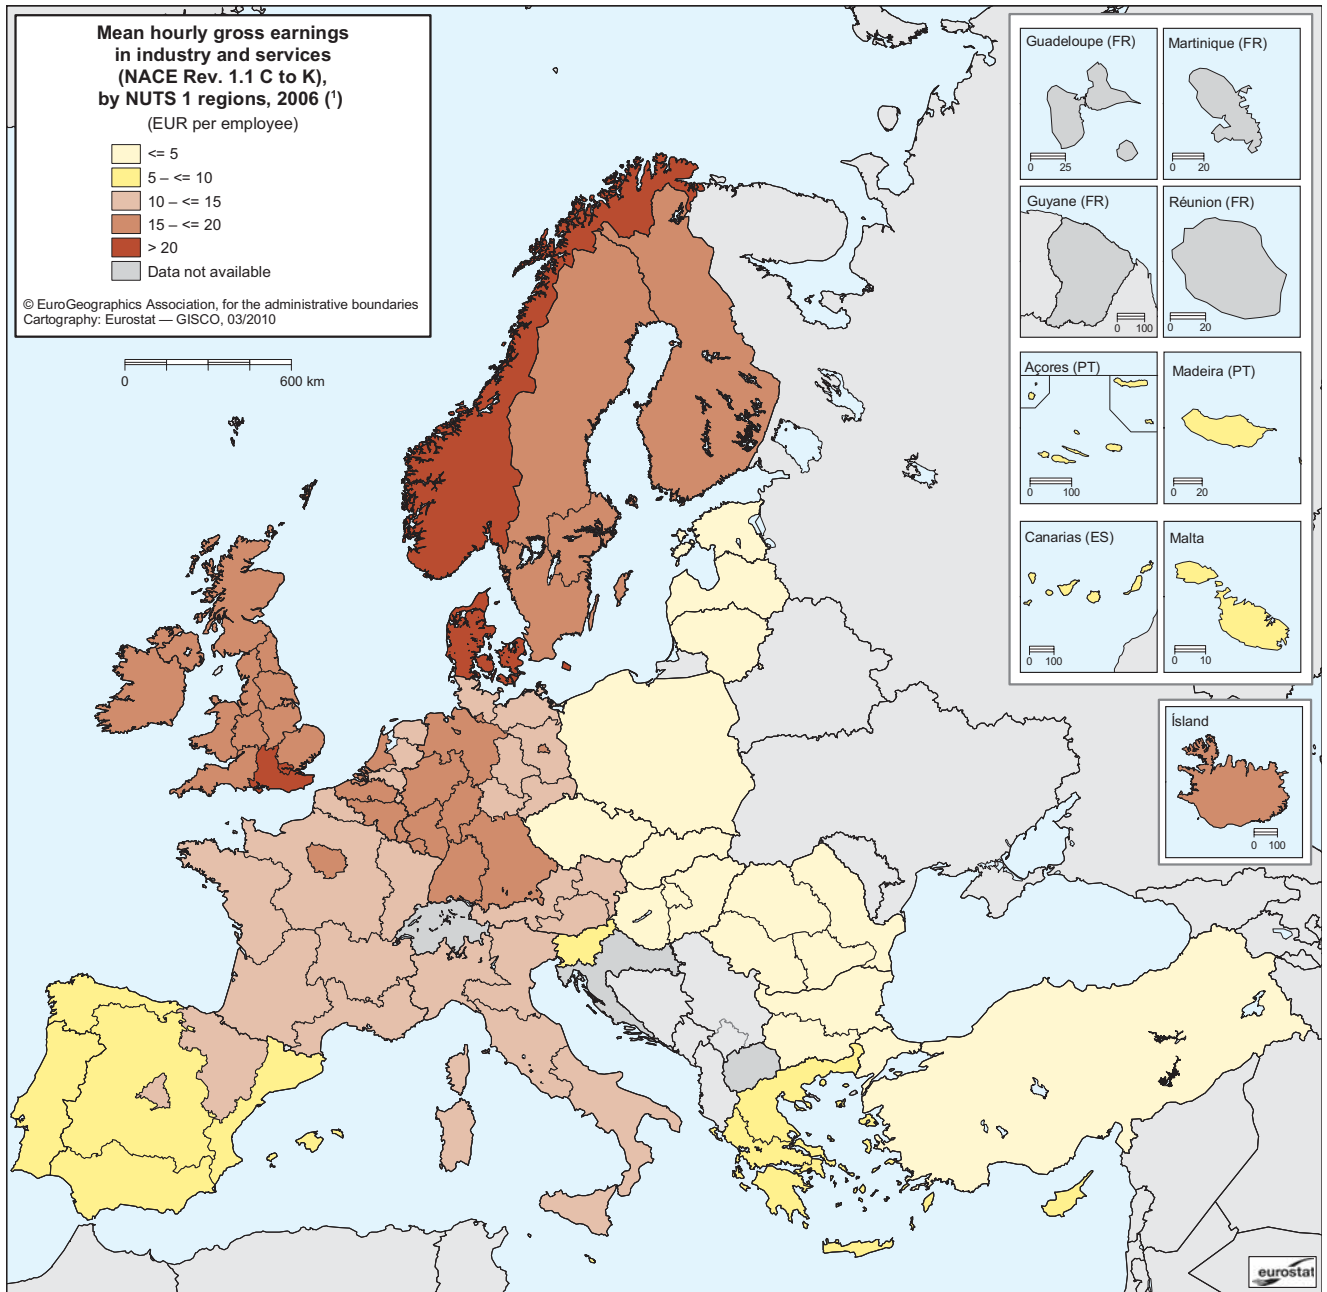 Mean hourly gross earnings
in industry and services
(NACE Rev. 1.1 C to K),
by NUTS 1 regions, 2006 (¹)
(EUR per employee)
<= 5
5 – <= 10
10 – <= 15
15 – <= 20
> 20
Data not available
© EuroGeographics Association, for the administrative boundaries
Cartography: Eurostat — GISCO, 03/2010
0 600 km
Guadeloupe (FR)
0 25
Martinique (FR)
0 20
Guyane (FR)
0 100
Réunion (FR)
0 20
Açores (PT)
0 100
Madeira (PT)
0 20
Canarias (ES)
0 100
Malta
0 10
Ísland
0 100
eurostat